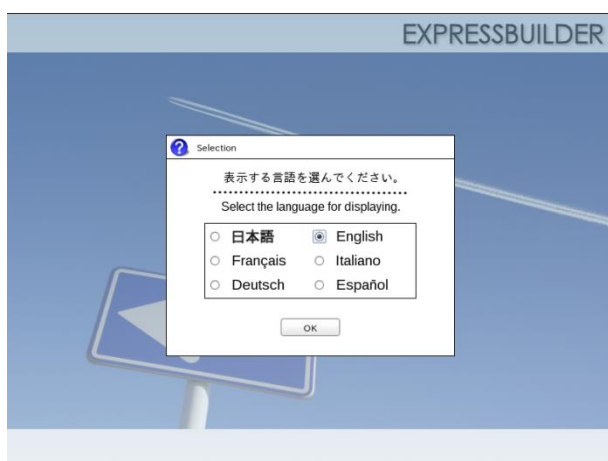 EXPRESSBUILDER
Selection
表示する言語を選んでください。
Select the language for displaying.
日本語 English
Français Italiano
Deutsch Español
OK